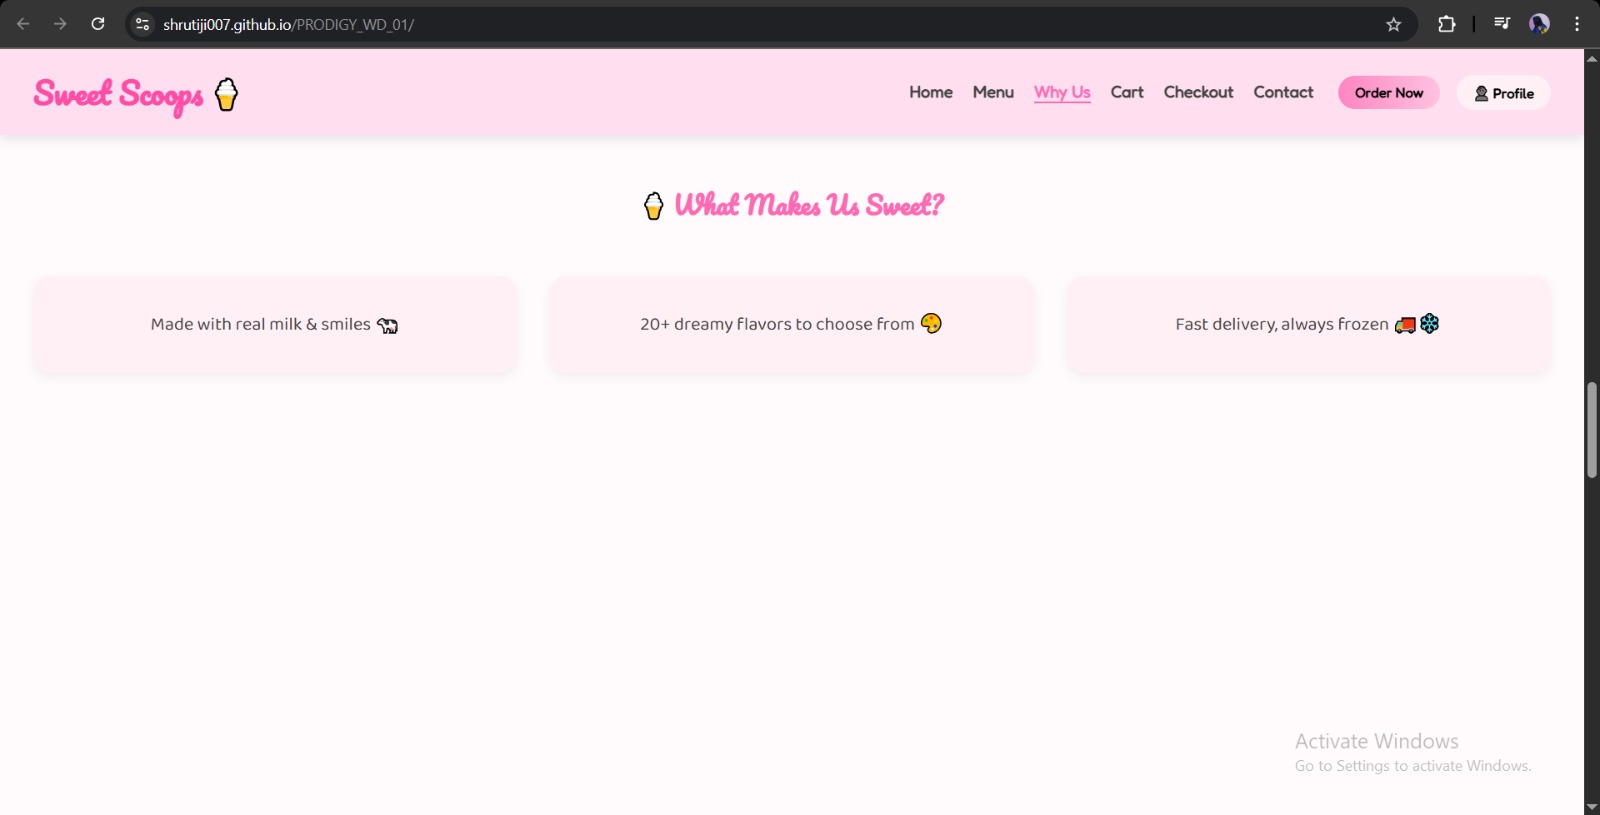 shrutiji007.github.io/PRODIGY_WD_01/
Sweet Scoops 🍦
Home Menu Why Us Cart Checkout Contact Order Now 👤 Profile
🍦 What Makes Us Sweet?
Made with real milk & smiles 🐄
20+ dreamy flavors to choose from 🎨
Fast delivery, always frozen 🚚❄️
Activate Windows
Go to Settings to activate Windows.